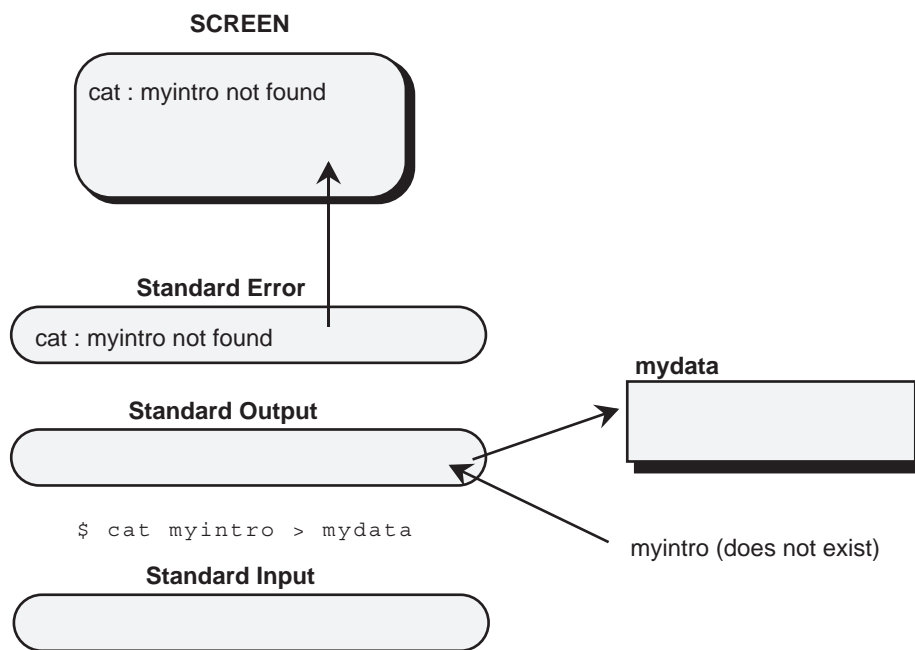 SCREEN
cat : myintro not found
Standard Error
cat : myintro not found
mydata
Standard Output
$ cat myintro > mydata
myintro (does not exist)
Standard Input